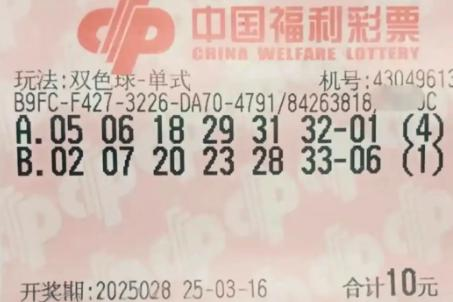 中国福利彩票
CHINA WELFARE LOTTERY
玩法:双色球-单式 机号:43049613
B9FC-F427-3226-DA70-4791/84263818, C
A.05 06 18 29 31 32-01 (4)
B.02 07 20 23 28 33-06 (1)
开奖期:2025028 25-03-16 合计10元